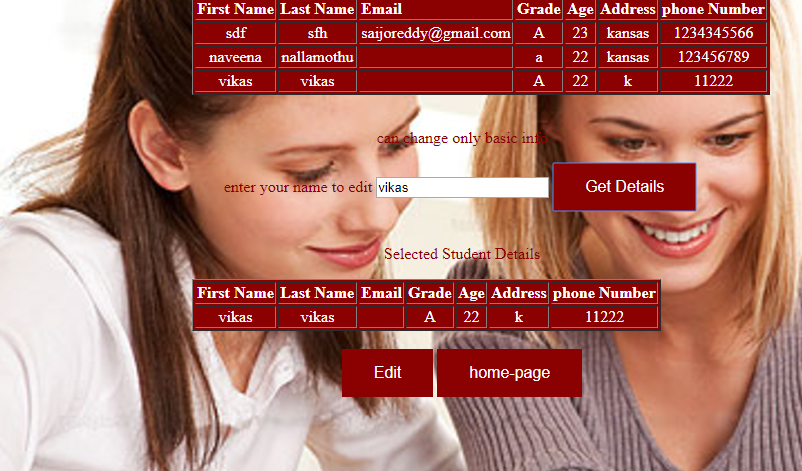 First Name Last Name Email Grade Age Address phone Number
sdf sfh saijoreddy@gmail.com A 23 kansas 1234345566
naveena nallamothu a 22 kansas 123456789
vikas vikas A 22 k 11222
can change only basic info
enter your name to edit vikas Get Details
Selected Student Details
First Name Last Name Email Grade Age Address phone Number
vikas vikas A 22 k 11222
Edit home-page